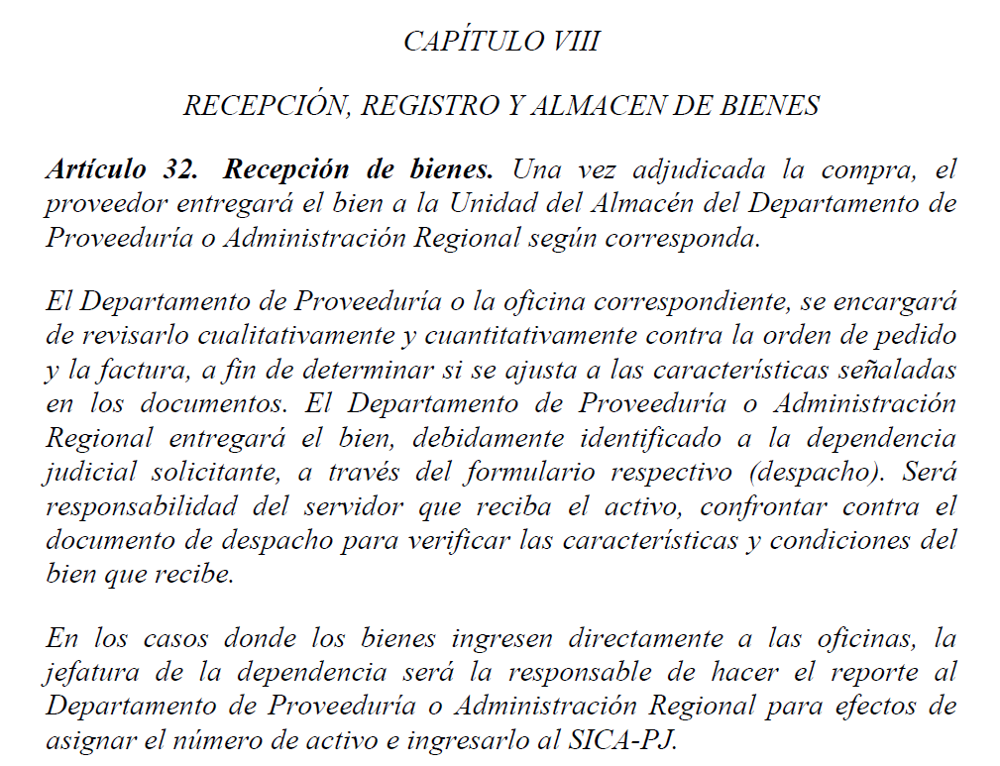 CAPÍTULO VIII
RECEPCIÓN, REGISTRO Y ALMACEN DE BIENES
Artículo 32. Recepción de bienes. Una vez adjudicada la compra, el
proveedor entregará el bien a la Unidad del Almacén del Departamento de
Proveeduría o Administración Regional según corresponda.
El Departamento de Proveeduría o la oficina correspondiente, se encargará
de revisarlo cualitativamente y cuantitativamente contra la orden de pedido
y la factura, a fin de determinar si se ajusta a las características señaladas
en los documentos. El Departamento de Proveeduría o Administración
Regional entregará el bien, debidamente identificado a la dependencia
judicial solicitante, a través del formulario respectivo (despacho). Será
responsabilidad del servidor que reciba el activo, confrontar contra el
documento de despacho para verificar las características y condiciones del
bien que recibe.
En los casos donde los bienes ingresen directamente a las oficinas, la
jefatura de la dependencia será la responsable de hacer el reporte al
Departamento de Proveeduría o Administración Regional para efectos de
asignar el número de activo e ingresarlo al SICA-PJ.